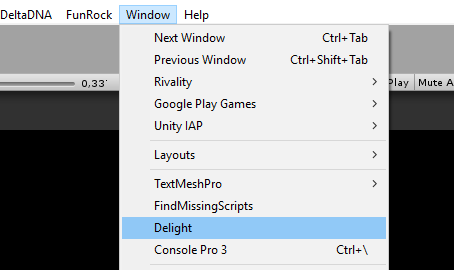 DeltaDNA FunRock Window Help
Next Window Ctrl+Tab
Previous Window Ctrl+Shift+Tab
0,33 Rivality Play Mute A
Google Play Games
Unity IAP
Layouts
TextMeshPro
FindMissingScripts
Delight
Console Pro 3 Ctrl+\